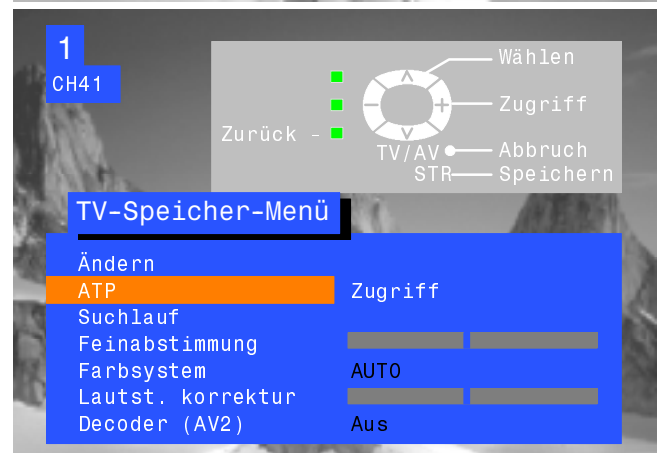 1
CH41
Wählen
- + Zugriff
Zurück -
TV/AV Abbruch
STR Speichern
TV-Speicher-Menü
Ändern
ATP Zugriff
Suchlauf
Feinabstimmung
Farbsystem AUTO
Lautst. korrektur
Decoder (AV2) Aus